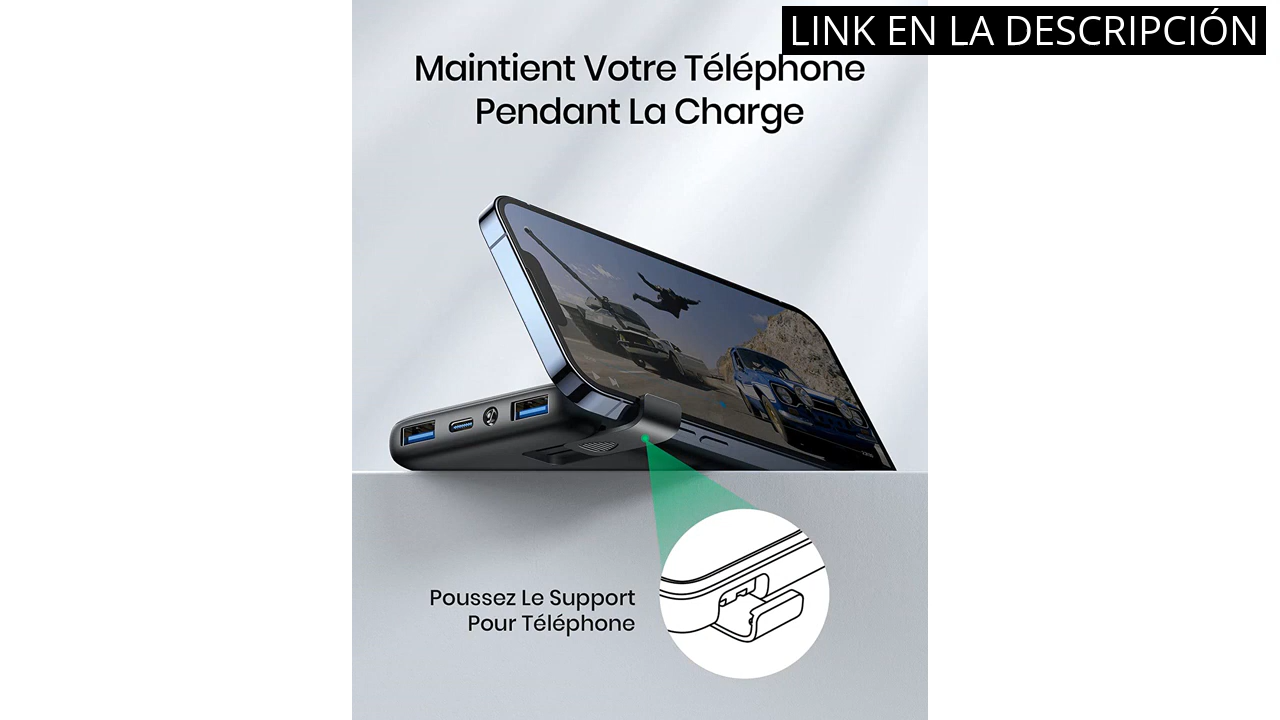 LINK EN LA DESCRIPCIÓN
Maintient Votre Téléphone
Pendant La Charge
Poussez Le Support
Pour Téléphone